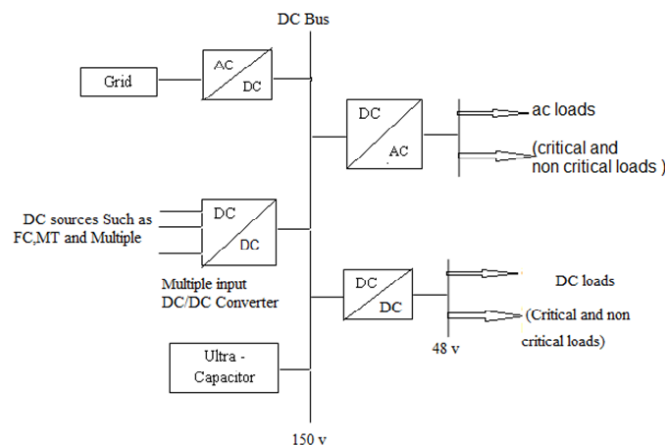 DC Bus
Grid
AC
DC
DC
AC
ac loads
(critical and
non critical loads )
DC sources Such as
FC,MT and Multiple
DC
DC
Multiple input
DC/DC Converter
DC
DC
DC loads
(Critical and non
critical loads)
48 v
Ultra -
Capacitor
150 v